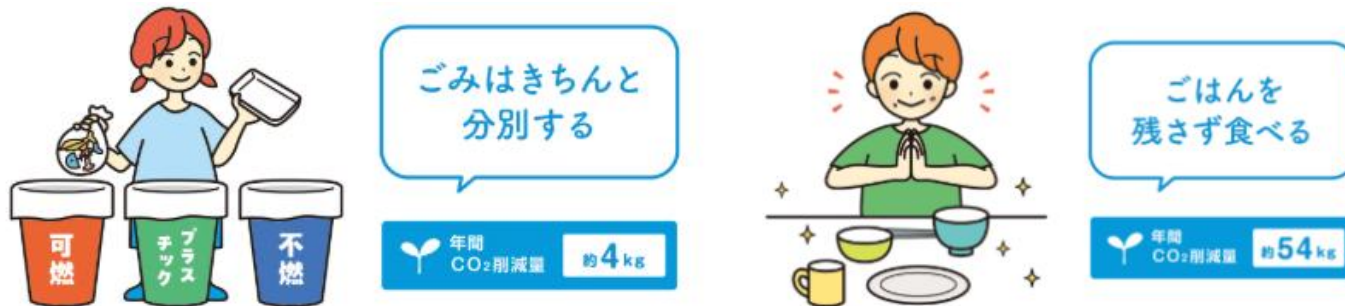 ごみはきちんと
分別する
可燃
プラスチック
不燃
年間
CO₂削減量
約4kg
ごはんを
残さず食べる
年間
CO₂削減量
約54kg